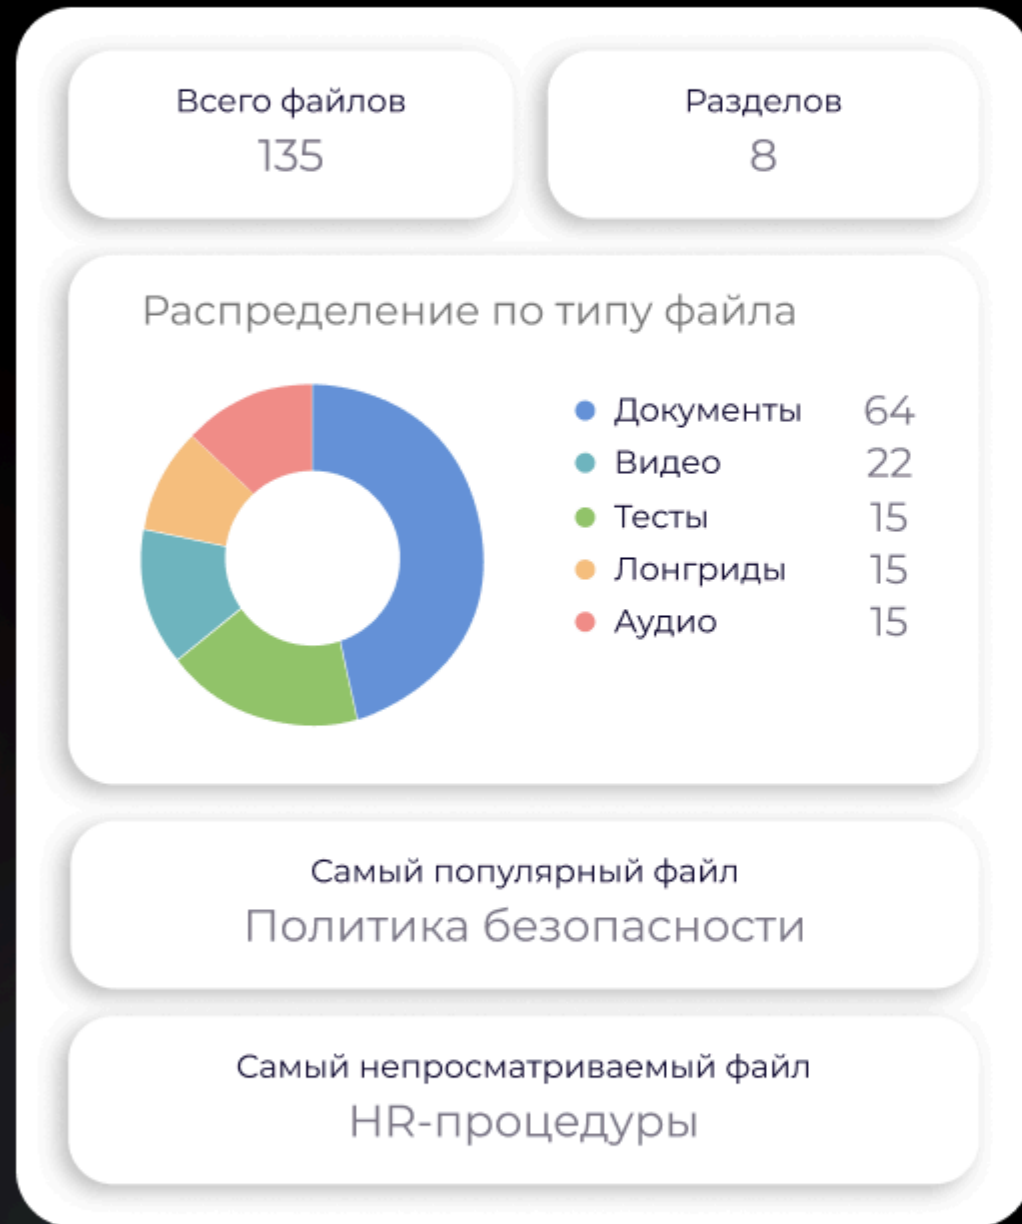 Всего файлов
135
Разделов
8
Распределение по типу файла
Документы 64
Видео 22
Тесты 15
Лонгриды 15
Аудио 15
Самый популярный файл
Политика безопасности
Самый непросматриваемый файл
HR-процедуры